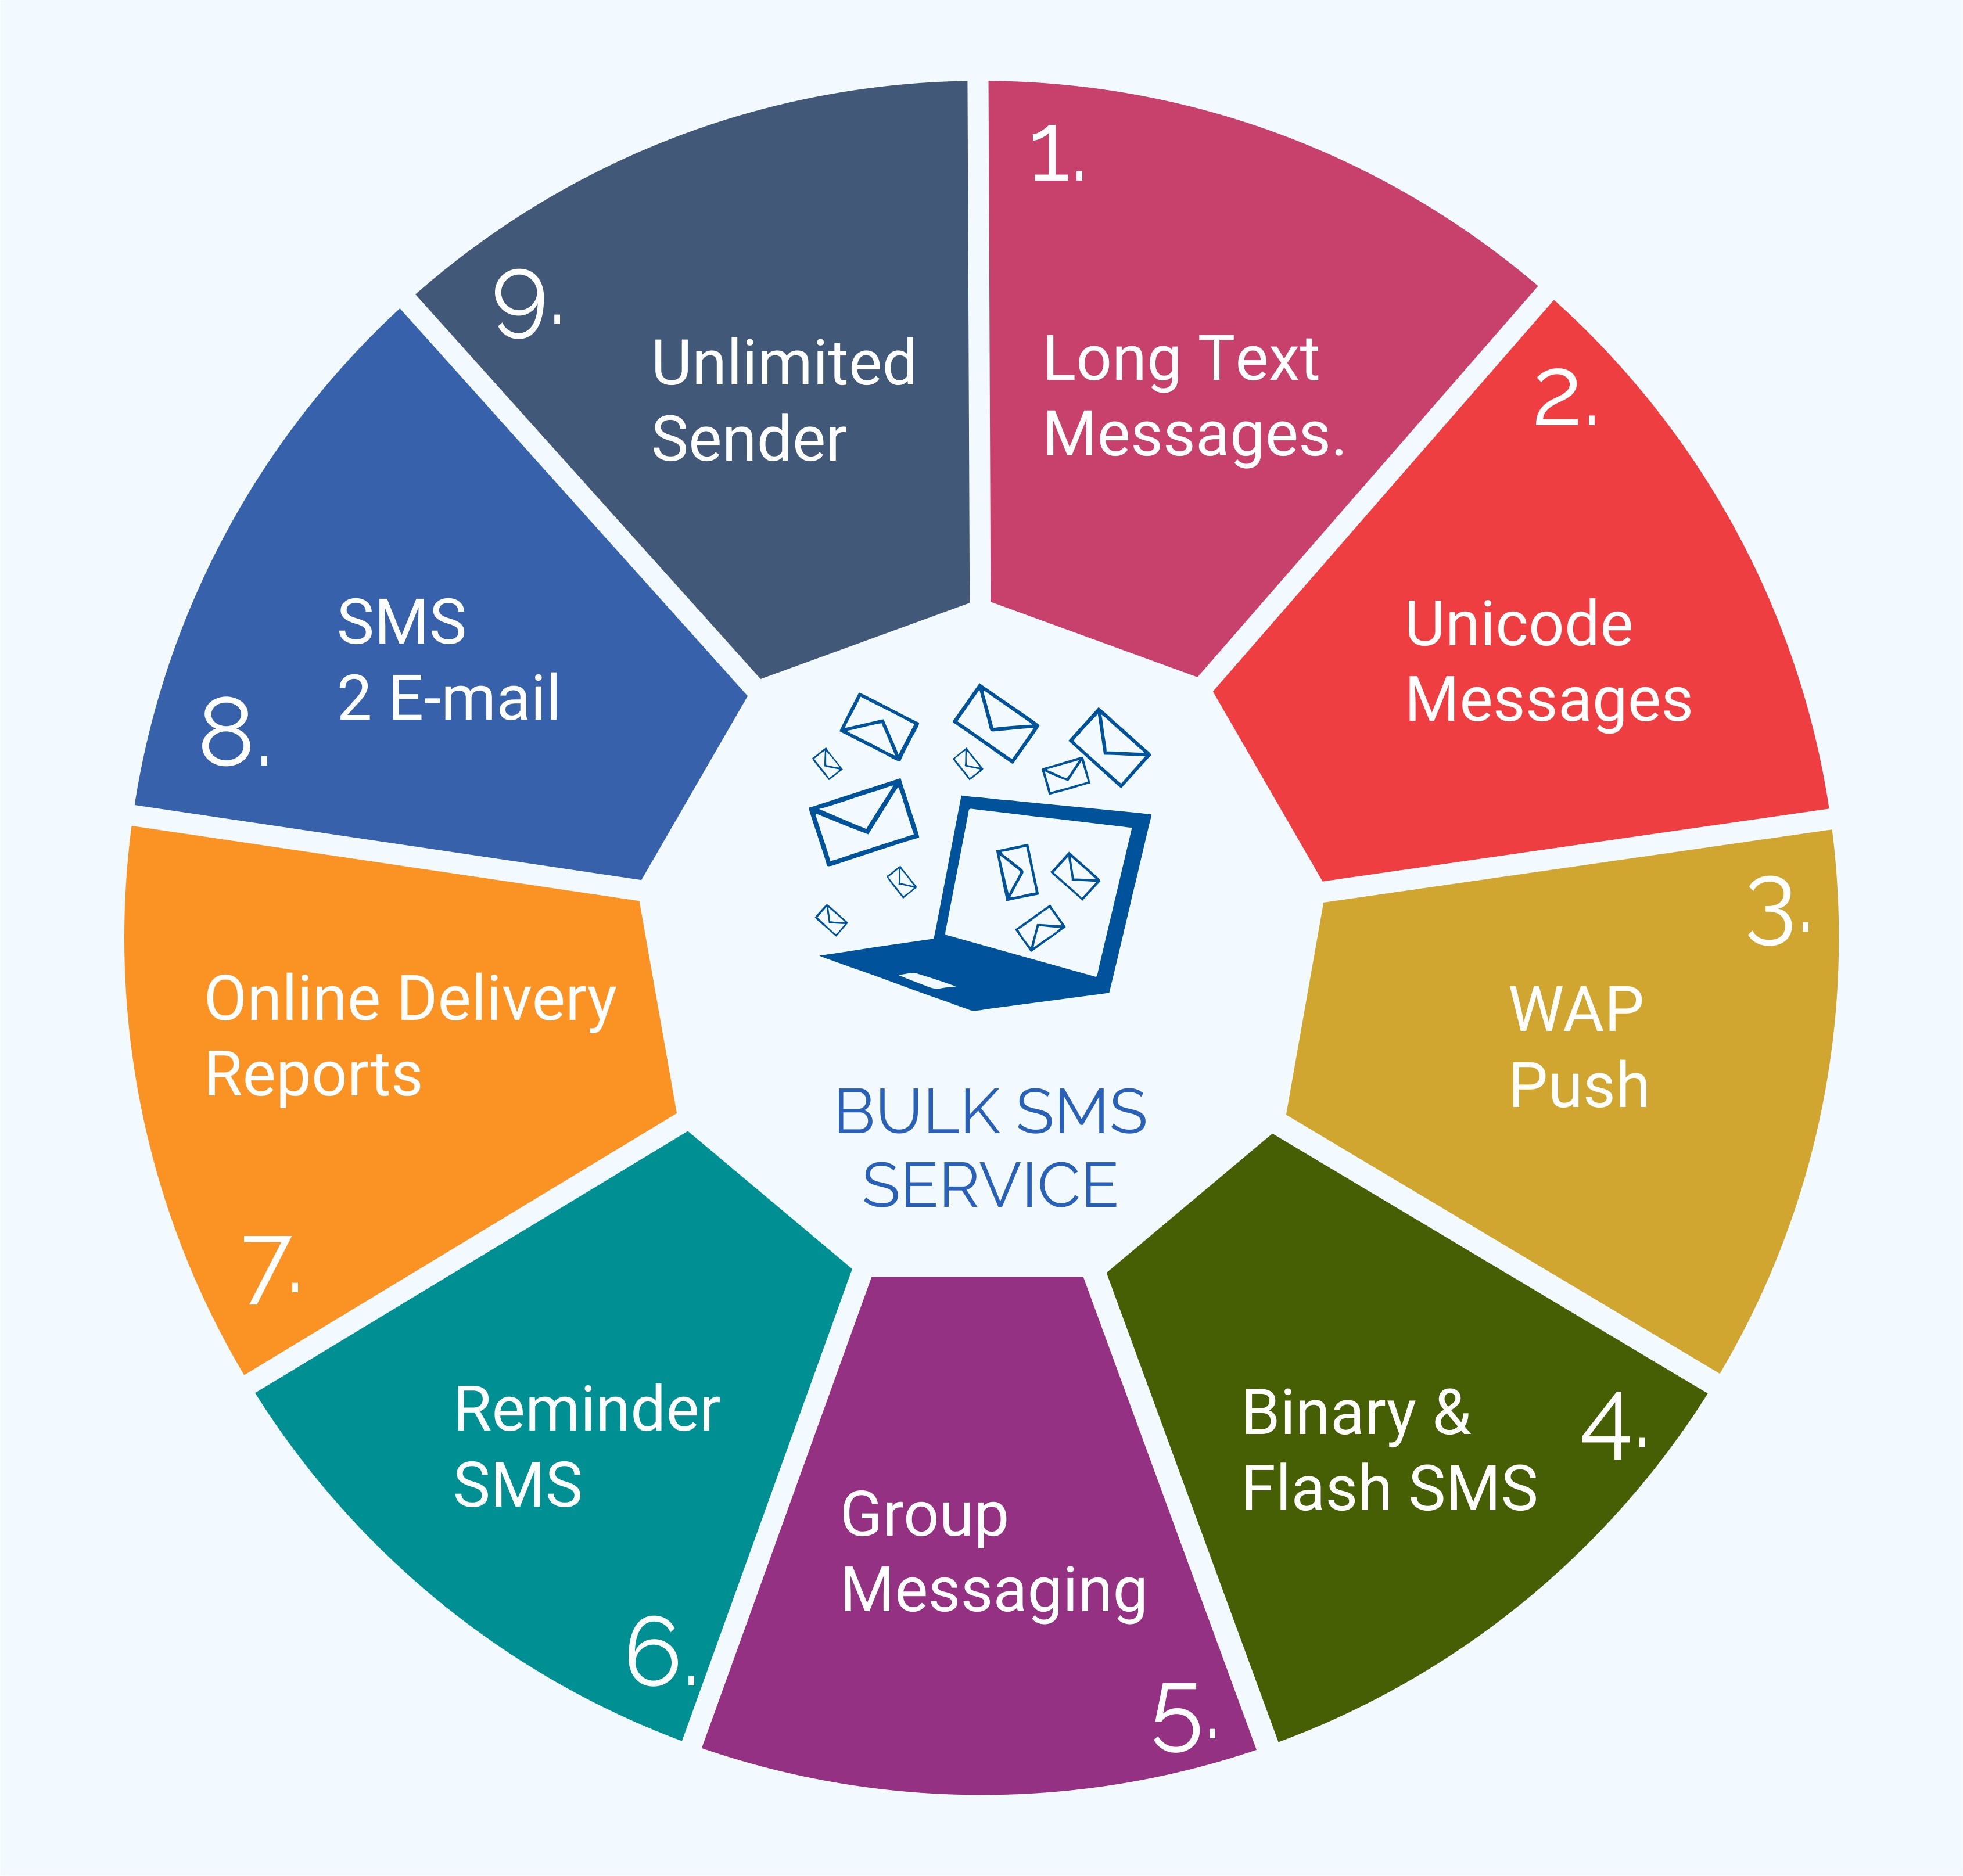 1.
Long Text
Messages.
2.
Unicode
Messages
3.
WAP
Push
4.
Binary &
Flash SMS
5.
Group
Messaging
6.
Reminder
SMS
7.
Online Delivery
Reports
8.
SMS
2 E-mail
9.
Unlimited
Sender
BULK SMS
SERVICE